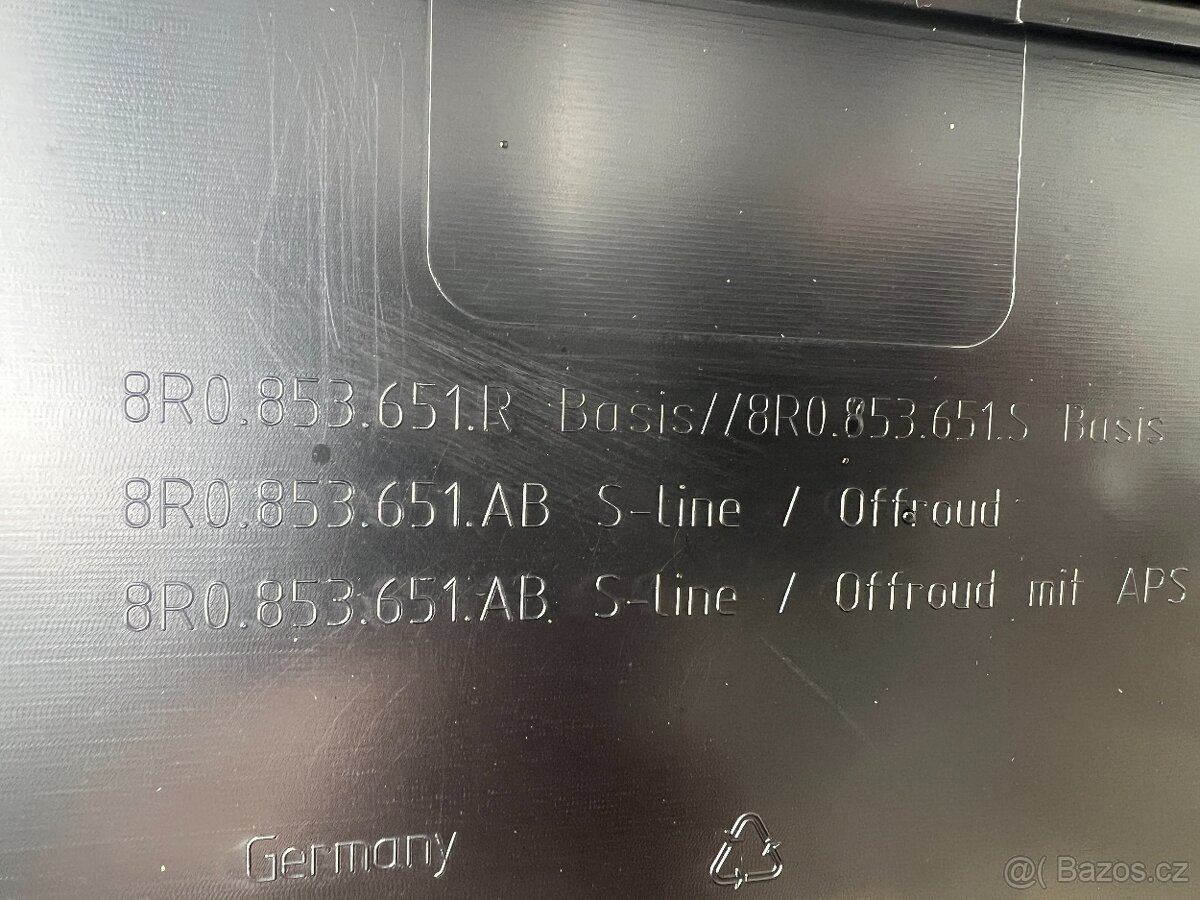 8R0.853.651.R Basis//8R0.853.651.S Basis
8R0.853.651.AB S-line / Offroud
8R0.853.651.AB S-line / Offroud mit APS
Germany
@( Bazos.cz